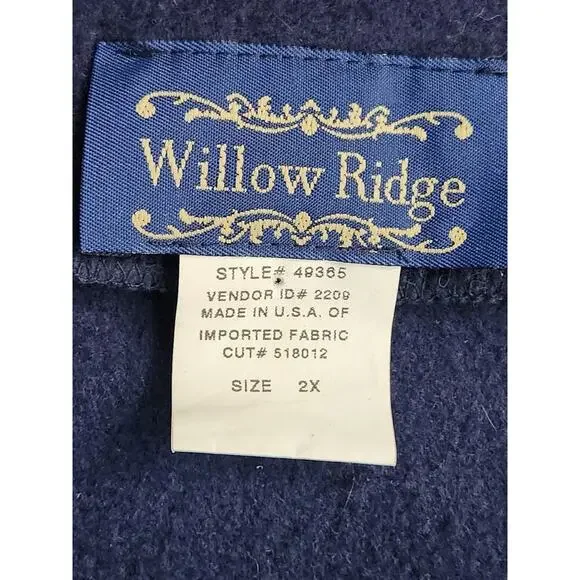 Willow Ridge
STYLE# 49365
VENDOR ID# 2209
MADE IN U.S.A. OF
IMPORTED FABRIC
CUT# 518012
SIZE 2X